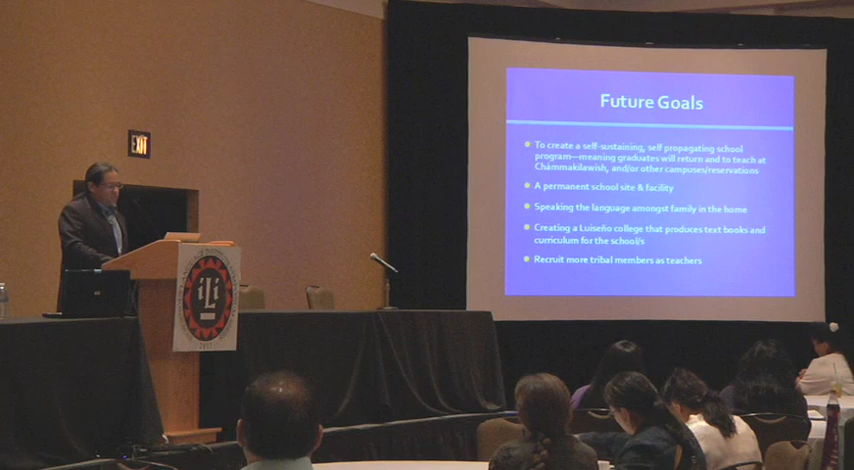 EXIT
Future Goals
To create a self-sustaining, self propagating school
program—meaning graduates will return and to teach at
Chámmakilawish, and/or other campuses/reservations
A permanent school site & facility
Speaking the language amongst family in the home
Creating a Luiseño college that produces text books and
curriculum for the school/s
Recruit more tribal members as teachers
iLi